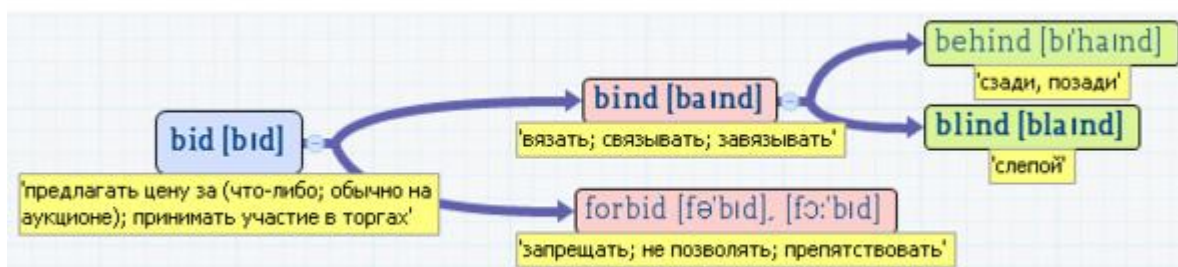 behind [bɪ'haɪnd]
'сзади, позади'
bind [baɪnd]
'вязать; связывать; завязывать'
blind [blaɪnd]
'слепой'
bid [bɪd]
'предлагать цену за (что-либо; обычно на
аукционе); принимать участие в торгах'
forbid [fə'bɪd], [fɔ:'bɪd]
'запрещать; не позволять; препятствовать'